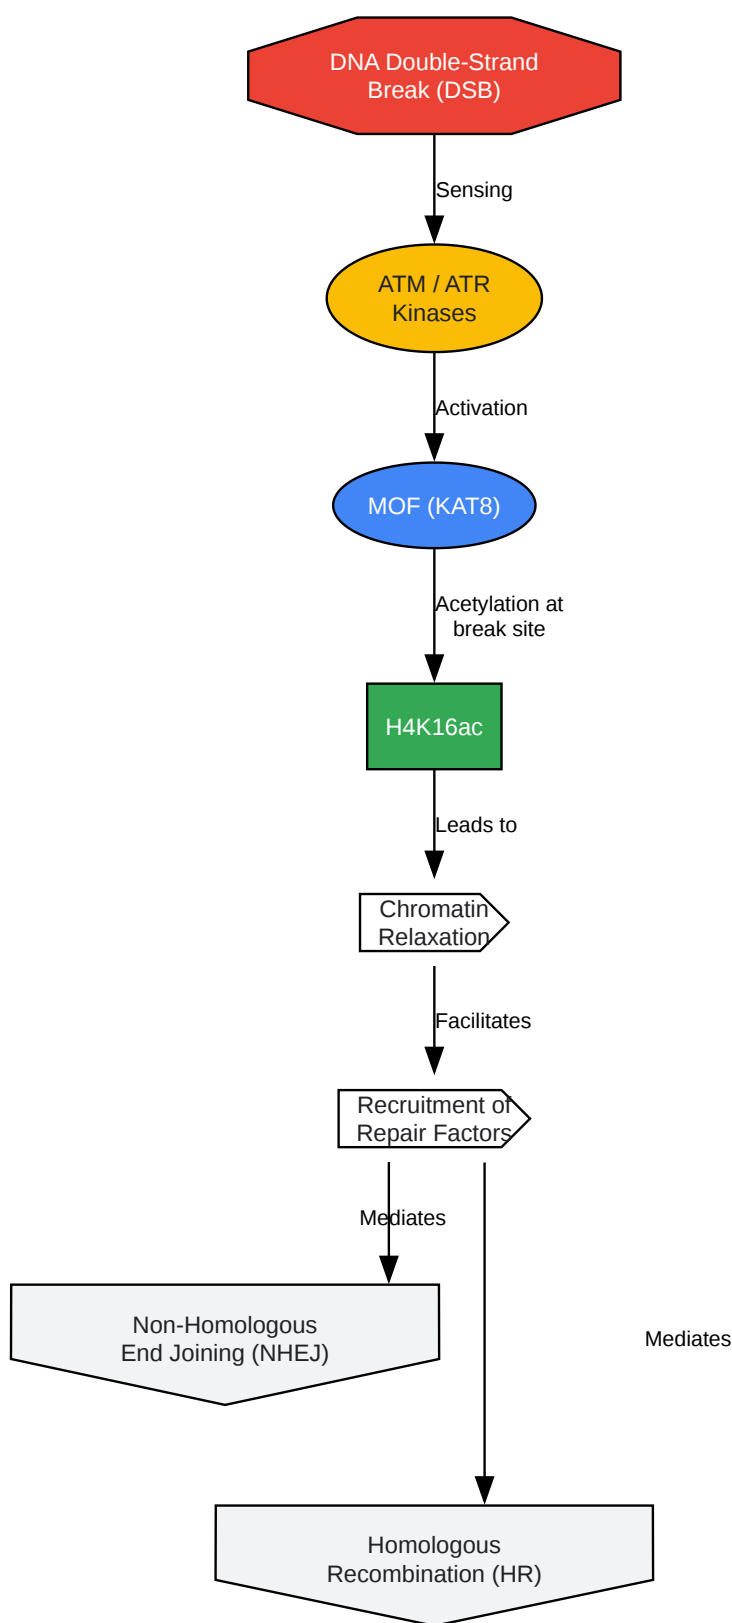 DNA Double-Strand
Break (DSB)
Sensing
ATM / ATR
Kinases
Activation
MOF (KAT8)
Acetylation at
break site
H4K16ac
Leads to
Chromatin
Relaxation
Facilitates
Recruitment of
Repair Factors
Mediates
Non-Homologous
End Joining (NHEJ)
Mediates
Homologous
Recombination (HR)